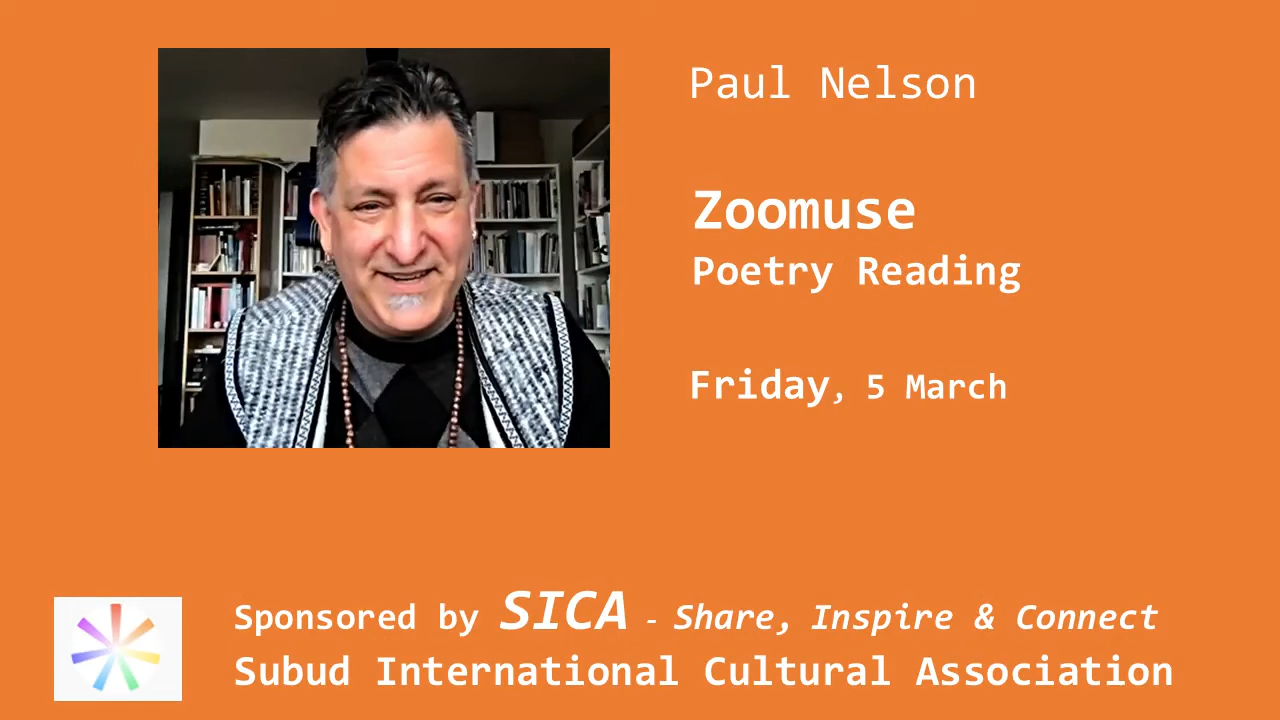 Paul Nelson
Zoomuse
Poetry Reading
Friday, 5 March
Sponsored by SICA - Share, Inspire & Connect
Subud International Cultural Association